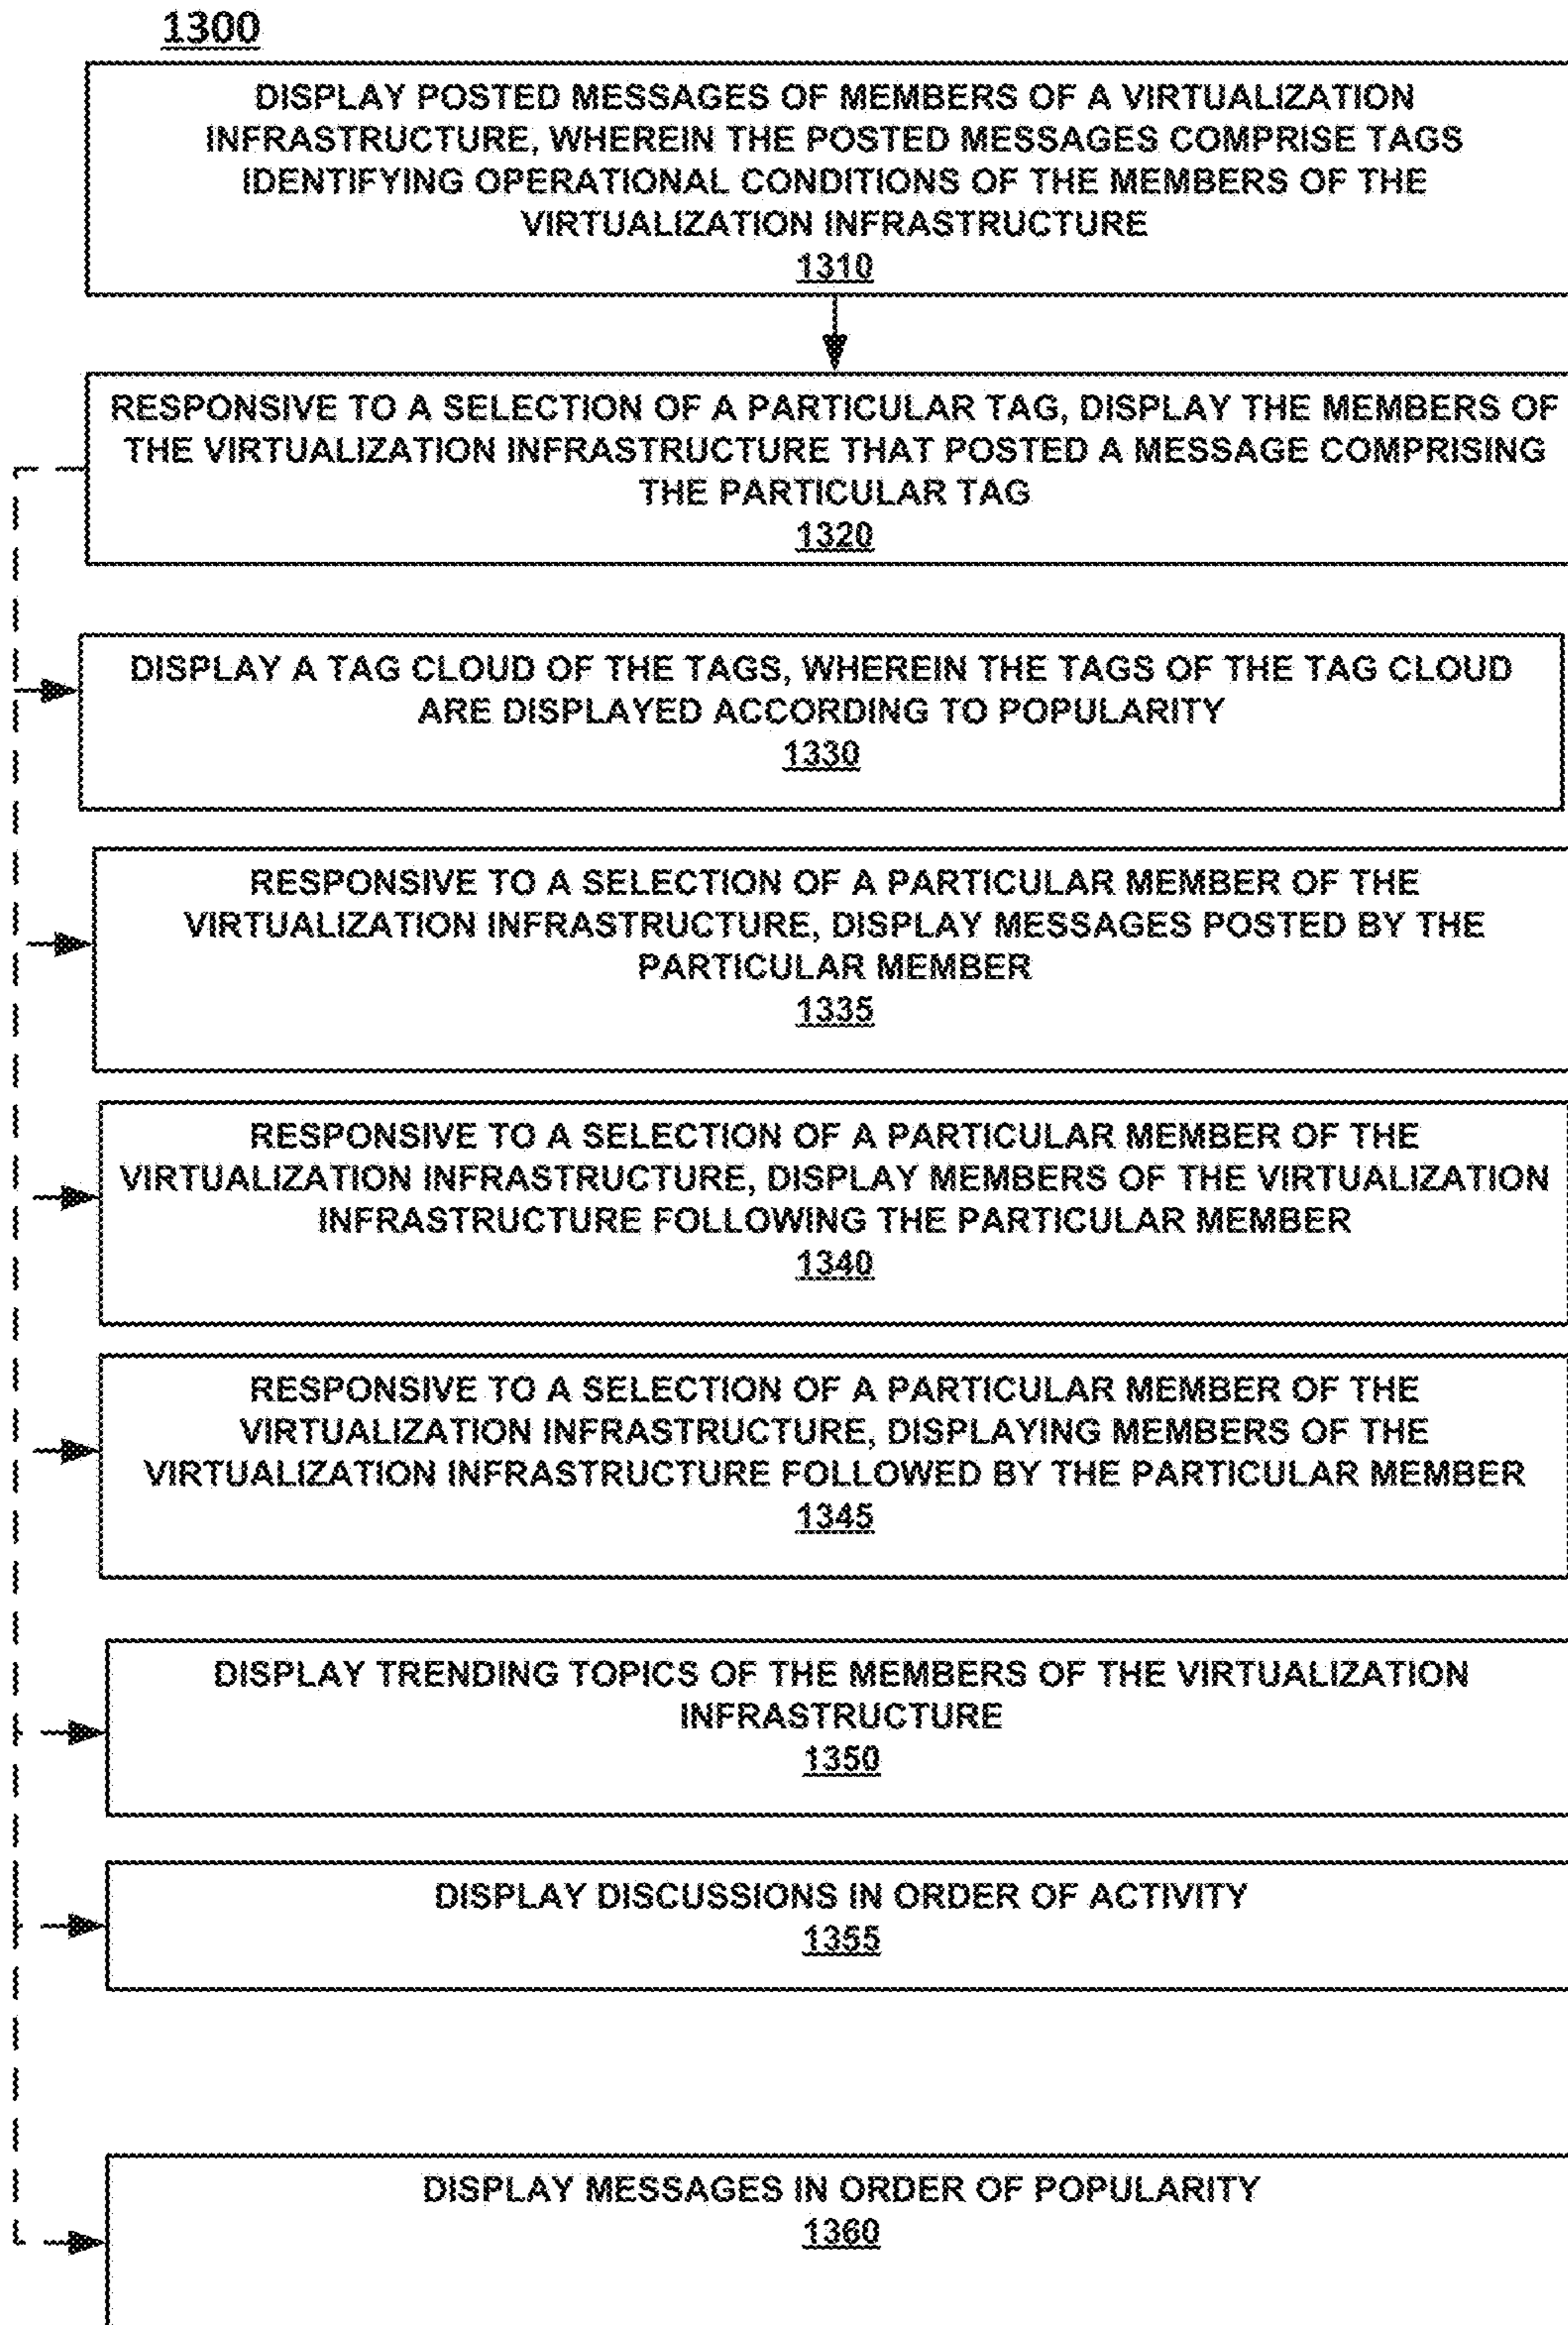 1300
DISPLAY POSTED MESSAGES OF MEMBERS OF A VIRTUALIZATION
INFRASTRUCTURE, WHEREIN THE POSTED MESSAGES COMPRISE TAGS
IDENTIFYING OPERATIONAL CONDITIONS OF THE MEMBERS OF THE
VIRTUALIZATION INFRASTRUCTURE
1310
RESPONSIVE TO A SELECTION OF A PARTICULAR TAG, DISPLAY THE MEMBERS OF
THE VIRTUALIZATION INFRASTRUCTURE THAT POSTED A MESSAGE COMPRISING
THE PARTICULAR TAG
1320
DISPLAY A TAG CLOUD OF THE TAGS, WHEREIN THE TAGS OF THE TAG CLOUD
ARE DISPLAYED ACCORDING TO POPULARITY
1330
RESPONSIVE TO A SELECTION OF A PARTICULAR MEMBER OF THE
VIRTUALIZATION INFRASTRUCTURE, DISPLAY MESSAGES POSTED BY THE
PARTICULAR MEMBER
1335
RESPONSIVE TO A SELECTION OF A PARTICULAR MEMBER OF THE
VIRTUALIZATION INFRASTRUCTURE, DISPLAY MEMBERS OF THE VIRTUALIZATION
INFRASTRUCTURE FOLLOWING THE PARTICULAR MEMBER
1340
RESPONSIVE TO A SELECTION OF A PARTICULAR MEMBER OF THE
VIRTUALIZATION INFRASTRUCTURE, DISPLAYING MEMBERS OF THE
VIRTUALIZATION INFRASTRUCTURE FOLLOWED BY THE PARTICULAR MEMBER
1345
DISPLAY TRENDING TOPICS OF THE MEMBERS OF THE VIRTUALIZATION
INFRASTRUCTURE
1350
DISPLAY DISCUSSIONS IN ORDER OF ACTIVITY
1355
DISPLAY MESSAGES IN ORDER OF POPULARITY
1360